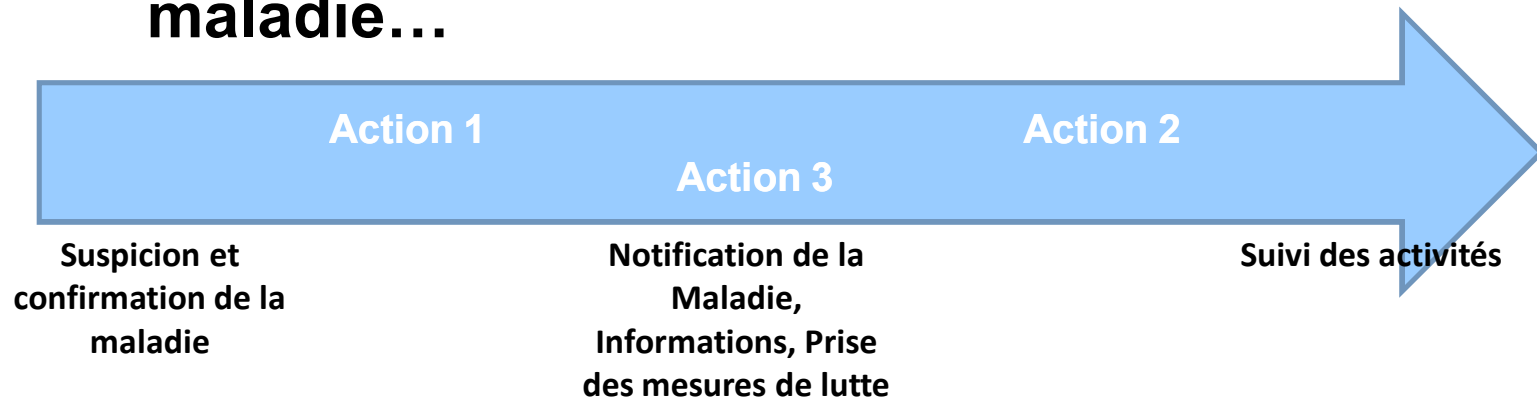 maladie…
Action 1 Action 2
Action 3
Suspicion et
confirmation de la
maladie
Notification de la
Maladie,
Informations, Prise
des mesures de lutte
Suivi des activités